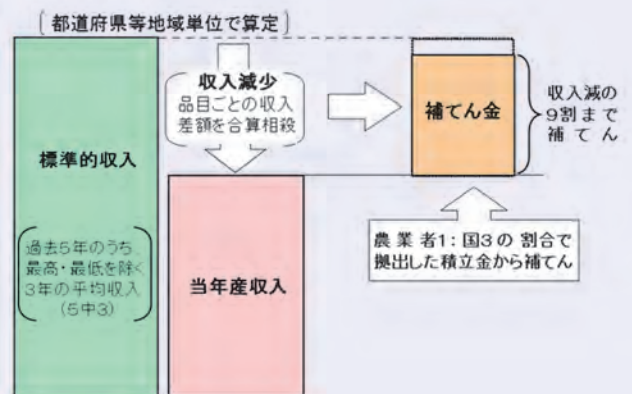 〔都道府県等地域単位で算定〕
収入減少
品目ごとの収入
差額を合算相殺
標準的収入
過去5年のうち、
最高・最低を除く
3年の平均収入
(5中3)
当年産収入
補てん金
収入減の
9割まで
補てん
農業者1：国3の割合で
拠出した積立金から補てん